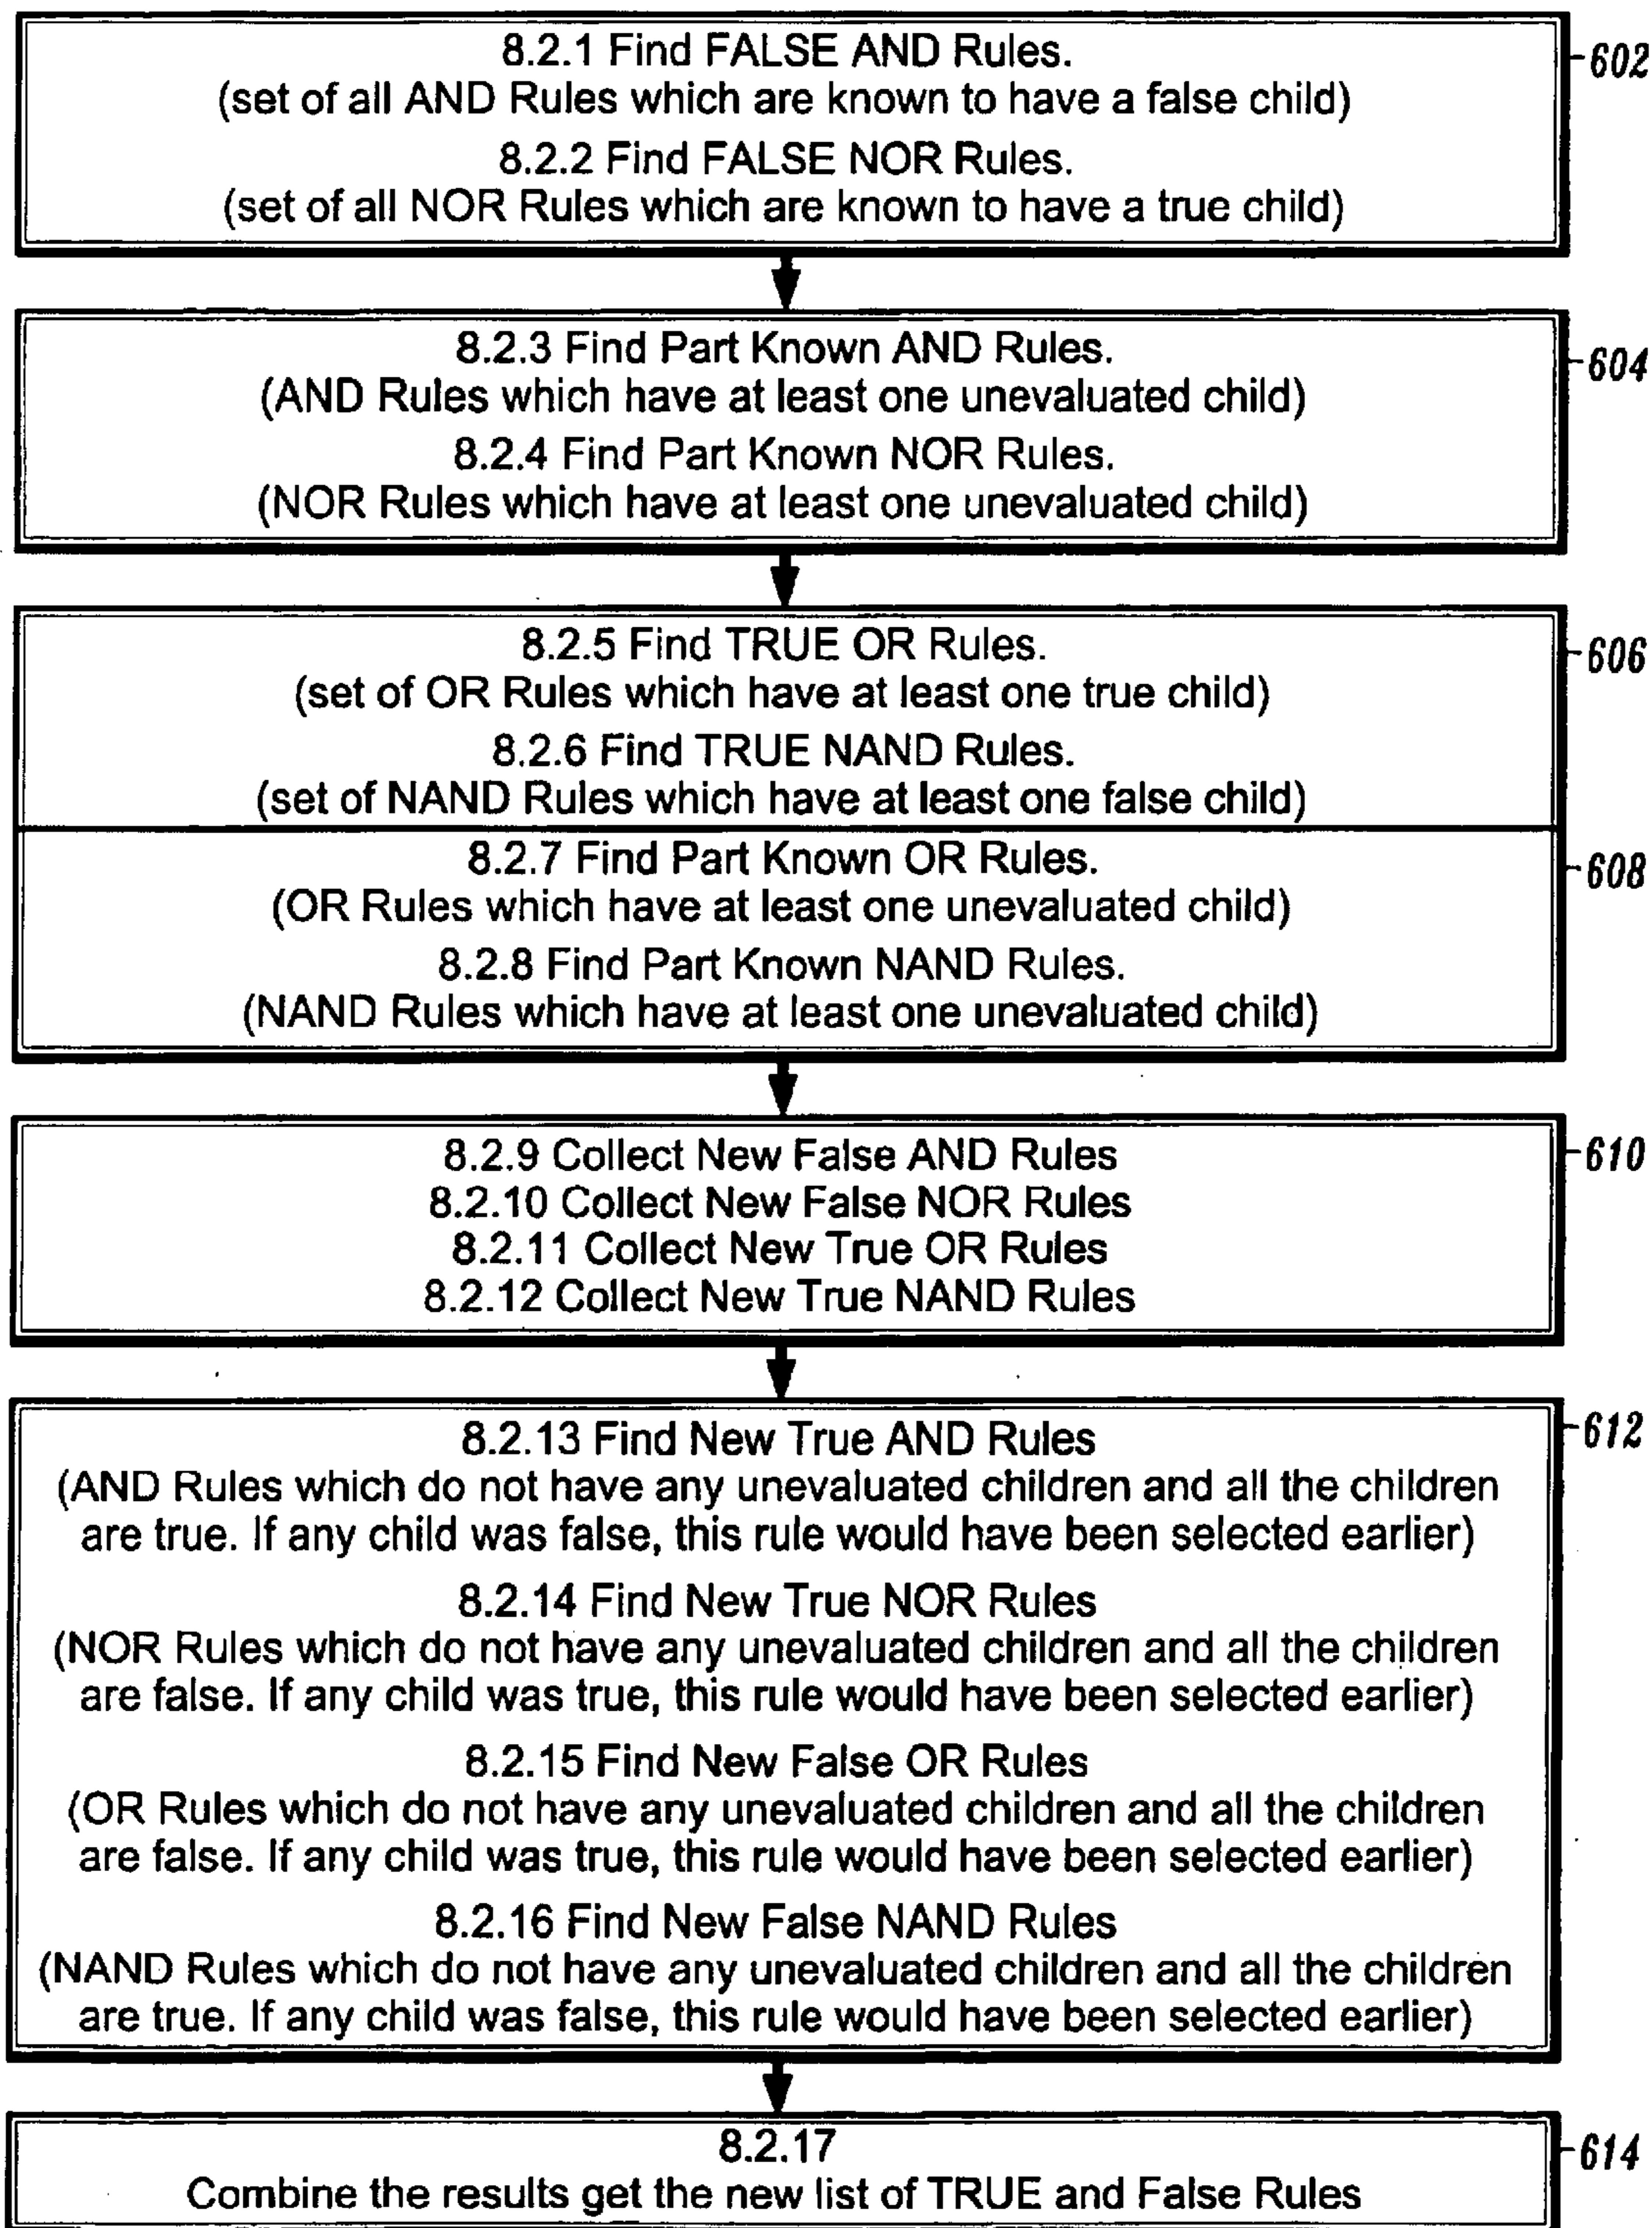 8.2.1 Find FALSE AND Rules.
602
(set of all AND Rules which are known to have a false child)
8.2.2 Find FALSE NOR Rules.
(set of all NOR Rules which are known to have a true child)
8.2.3 Find Part Known AND Rules.
604
(AND Rules which have at least one unevaluated child)
8.2.4 Find Part Known NOR Rules.
(NOR Rules which have at least one unevaluated child)
8.2.5 Find TRUE OR Rules.
606
(set of OR Rules which have at least one true child)
8.2.6 Find TRUE NAND Rules.
(set of NAND Rules which have at least one false child)
8.2.7 Find Part Known OR Rules.
608
(OR Rules which have at least one unevaluated child)
8.2.8 Find Part Known NAND Rules.
(NAND Rules which have at least one unevaluated child)
8.2.9 Collect New False AND Rules
610
8.2.10 Collect New False NOR Rules
8.2.11 Collect New True OR Rules
8.2.12 Collect New True NAND Rules
8.2.13 Find New True AND Rules
612
(AND Rules which do not have any unevaluated children and all the children
are true. If any child was false, this rule would have been selected earlier)
8.2.14 Find New True NOR Rules
(NOR Rules which do not have any unevaluated children and all the children
are false. If any child was true, this rule would have been selected earlier)
8.2.15 Find New False OR Rules
(OR Rules which do not have any unevaluated children and all the children
are false. If any child was true, this rule would have been selected earlier)
8.2.16 Find New False NAND Rules
(NAND Rules which do not have any unevaluated children and all the children
are true. If any child was false, this rule would have been selected earlier)
8.2.17
614
Combine the results get the new list of TRUE and False Rules